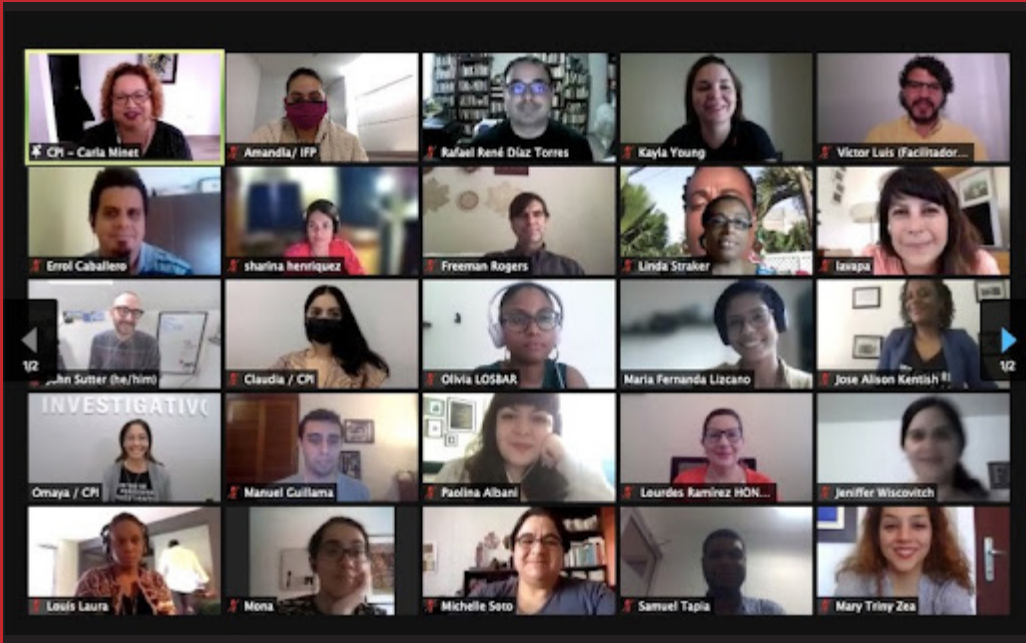 CPI – Carla Minet
Amandla/ IFP
Rafael René Díaz Torres
Kayla Young
Víctor Luis (Facilitador...
Errol Caballero
sharina henriquez
Freeman Rogers
Linda Straker
lavapa
John Sutter (he/him)
1/2
Claudia / CPI
Olivia LOSBAR
Maria Fernanda Lizcano
Jose Alison Kentish
1/2
INVESTIGATIV
Omaya / CPI
Manuel Guillama
Paolina Albani
Lourdes Ramírez HON...
Jeniffer Wiscovitch
Louis Laura
Mona
Michelle Soto
Samuel Tapia
Mary Triny Zea